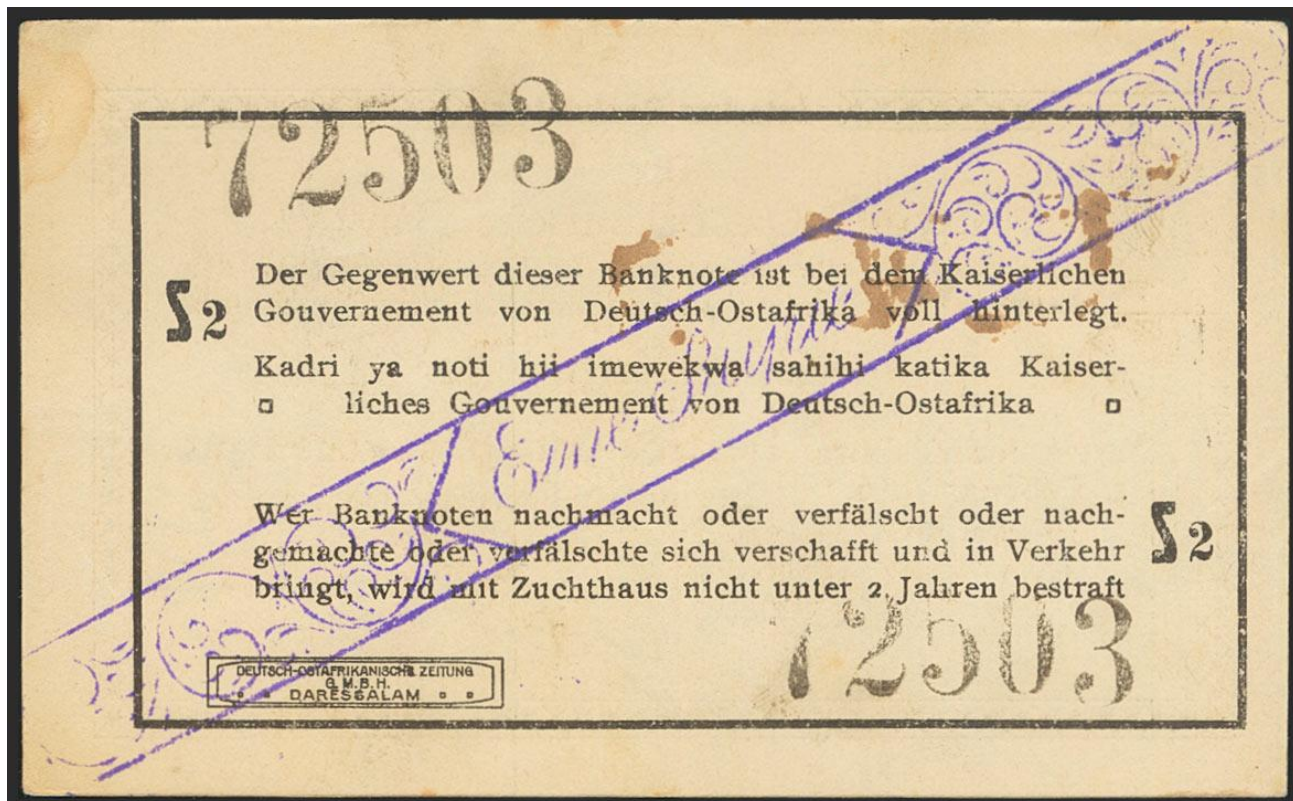 72503
Der Gegenwert dieser Banknote ist bei dem Kaiserlichen
Gouvernement von Deutsch-Ostafrika voll hinterlegt.
Kadri ya noti hii imewekwa sahihi katika Kaiser-
liches Gouvernement von Deutsch-Ostafrika
Wer Banknoten nachmacht oder verfälscht oder nach-
gemachte oder verfälschte sich verschafft und in Verkehr
bringt, wird mit Zuchthaus nicht unter 2 Jahren bestraft
72503
DEUTSCH-OSTAFRIKANISCHE ZEITUNG
G.M.B.H.
DARESSALAM